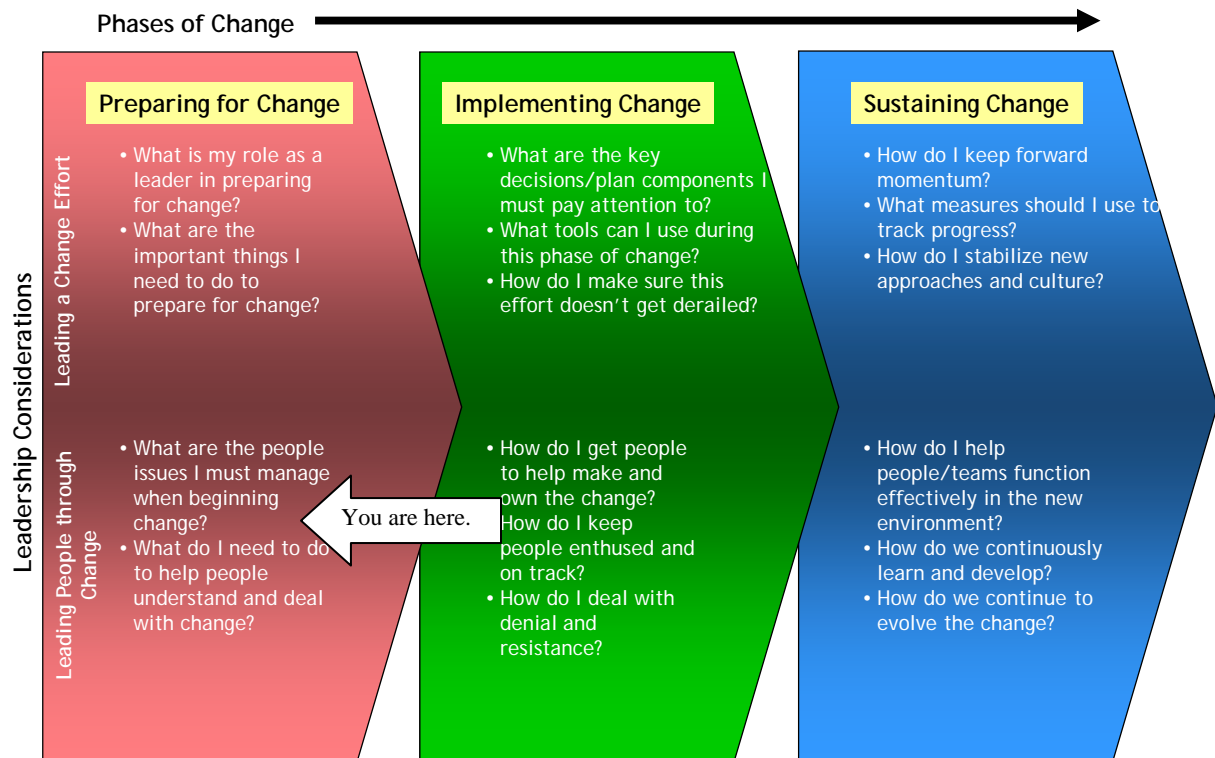 Phases of Change
Leadership Considerations
Leading a Change Effort
Preparing for Change
• What is my role as a
leader in preparing
for change?
• What are the
important things I
need to do to
prepare for change?
Implementing Change
• What are the key
decisions/plan components I
must pay attention to?
• What tools can I use during
this phase of change?
• How do I make sure this
effort doesn't get derailed?
Sustaining Change
• How do I keep forward
momentum?
• What measures should I use to
track progress?
• How do I stabilize new
approaches and culture?
Leading People through
Change
• What are the people
issues I must manage
when beginning
change?
• What do I need to do
to help people
understand and deal
with change?
You are here.
• How do I get people
to help make and
own the change?
How do I keep
people enthused and
on track?
• How do I deal with
denial and
resistance?
• How do I help
people/teams function
effectively in the new
environment?
• How do we continuously
learn and develop?
• How do we continue to
evolve the change?